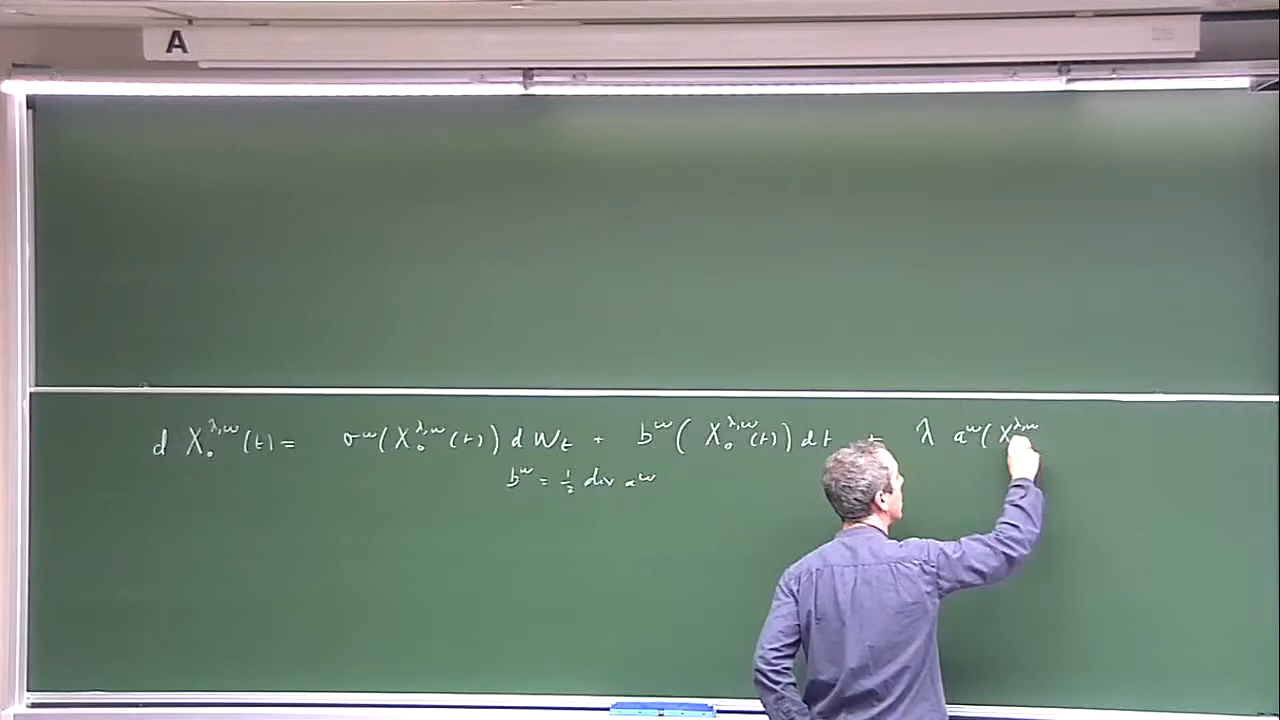 A
d X₀^{λ,ω}(t) = σ^ω(X₀^{λ,ω}(t)) d W_t + b^ω( X₀^{λ,ω}(t)) dt + λ a^ω(X^{λ,ω}
b^ω = ½ div a^ω